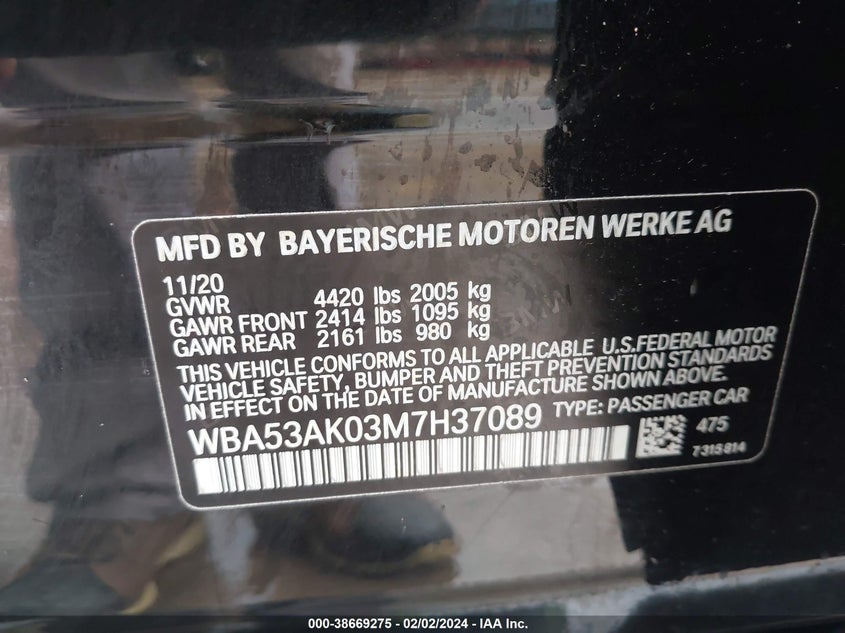 MFD BY BAYERISCHE MOTOREN WERKE AG
11/20
GVWR 4420 lbs 2005 kg
GAWR FRONT 2414 lbs 1095 kg
GAWR REAR 2161 lbs 980 kg
THIS VEHICLE CONFORMS TO ALL APPLICABLE U.S.FEDERAL MOTOR
VEHICLE SAFETY, BUMPER AND THEFT PREVENTION STANDARDS
IN EFFECT ON THE DATE OF MANUFACTURE SHOWN ABOVE.
WBA53AK03M7H37089 TYPE: PASSENGER CAR
475
7315814
000-38669275 - 02/02/2024 - IAA Inc.